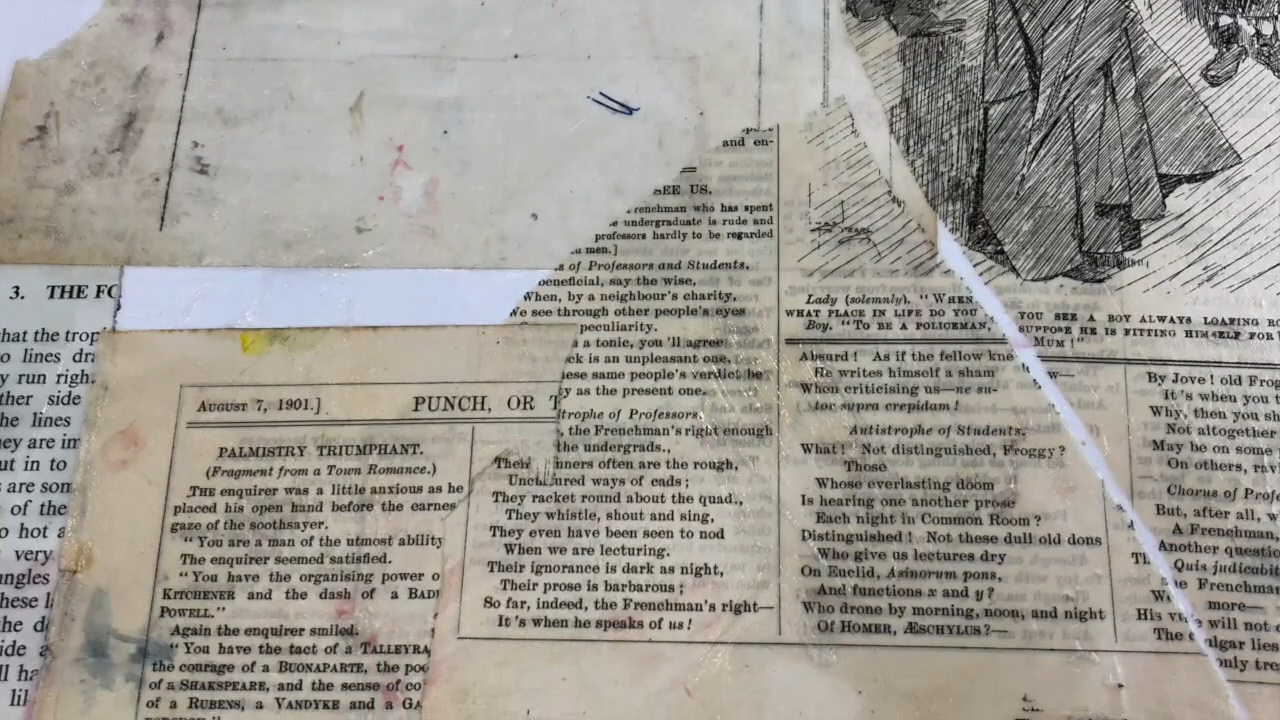 3. THE FO
that the trop
o lines dra
y run righ
ther side
the lines
hey are im
ut in to
s are som
of the
o hot a
very
angles
hese l
the d
side a
ll ha
lil
AUGUST 7, 1901.]
PUNCH, OR T
PALMISTRY TRIUMPHANT.
(Fragment from a Town Romance.)
THE enquirer was a little anxious as he
placed his open hand before the earnes
gaze of the soothsayer.
"You are a man of the utmost ability
The enquirer seemed satisfied.
"You have the organising power o
KITCHENER and the dash of a BAD
POWELL."
Again the enquirer smiled.
"You have the tact of a TALLEYRA
the courage of a BUONAPARTE, the poe
of a SHAKSPEARE, and the sense of co
of a RUBENS, a VANDYKE and a GA
and en-
SEE US.
Frenchman who has spent
undergraduate is rude and
professors hardly to be regarded
men.]
of Professors and Students.
beneficial, say the wise,
When, by a neighbour's charity,
We see through other people's eyes
peculiarity.
a tonic, you'll agree
is an unpleasant one,
these same people's verdict be
as the present one.
trophe of Professors.
the Frenchman's right enough
the undergrads.,
Their inners often are the rough,
Uncultured ways of cads;
They racket round about the quad.,
They whistle, shout and sing,
They even have been seen to nod
When we are lecturing.
Their ignorance is dark as night,
Their prose is barbarous;
So far, indeed, the Frenchman's right—
It's when he speaks of us!
Lady (solemnly). "WHEN YOU SEE A BOY ALWAYS LOAFING RO
WHAT PLACE IN LIFE DO YOU SUPPOSE HE IS FITTING HIMSELF FOR
Boy. "TO BE A POLICEMAN, MUM!"
Absurd! As if the fellow kne w—
He writes himself a sham
When criticising us—ne su-
tor supra crepidam!
Antistrophe of Students.
What! Not distinguished, Froggy?
Those
Whose everlasting doom
Is hearing one another prose
Each night in Common Room?
Distinguished! Not these dull old dons
Who give us lectures dry
On Euclid, Asinorum pons,
And functions x and y?
Who drone by morning, noon, and night
Of HOMER, ÆSCHYLUS?—
By Jove! old Frog
It's when you t
Why, then you sh
Not altogether
May be on some
On others, rav
Chorus of Profe
But, after all, w
A Frenchman,
Another questio
Quis judicabit
the Frenchma
more—
His v will not
The vulgar lies
only tre